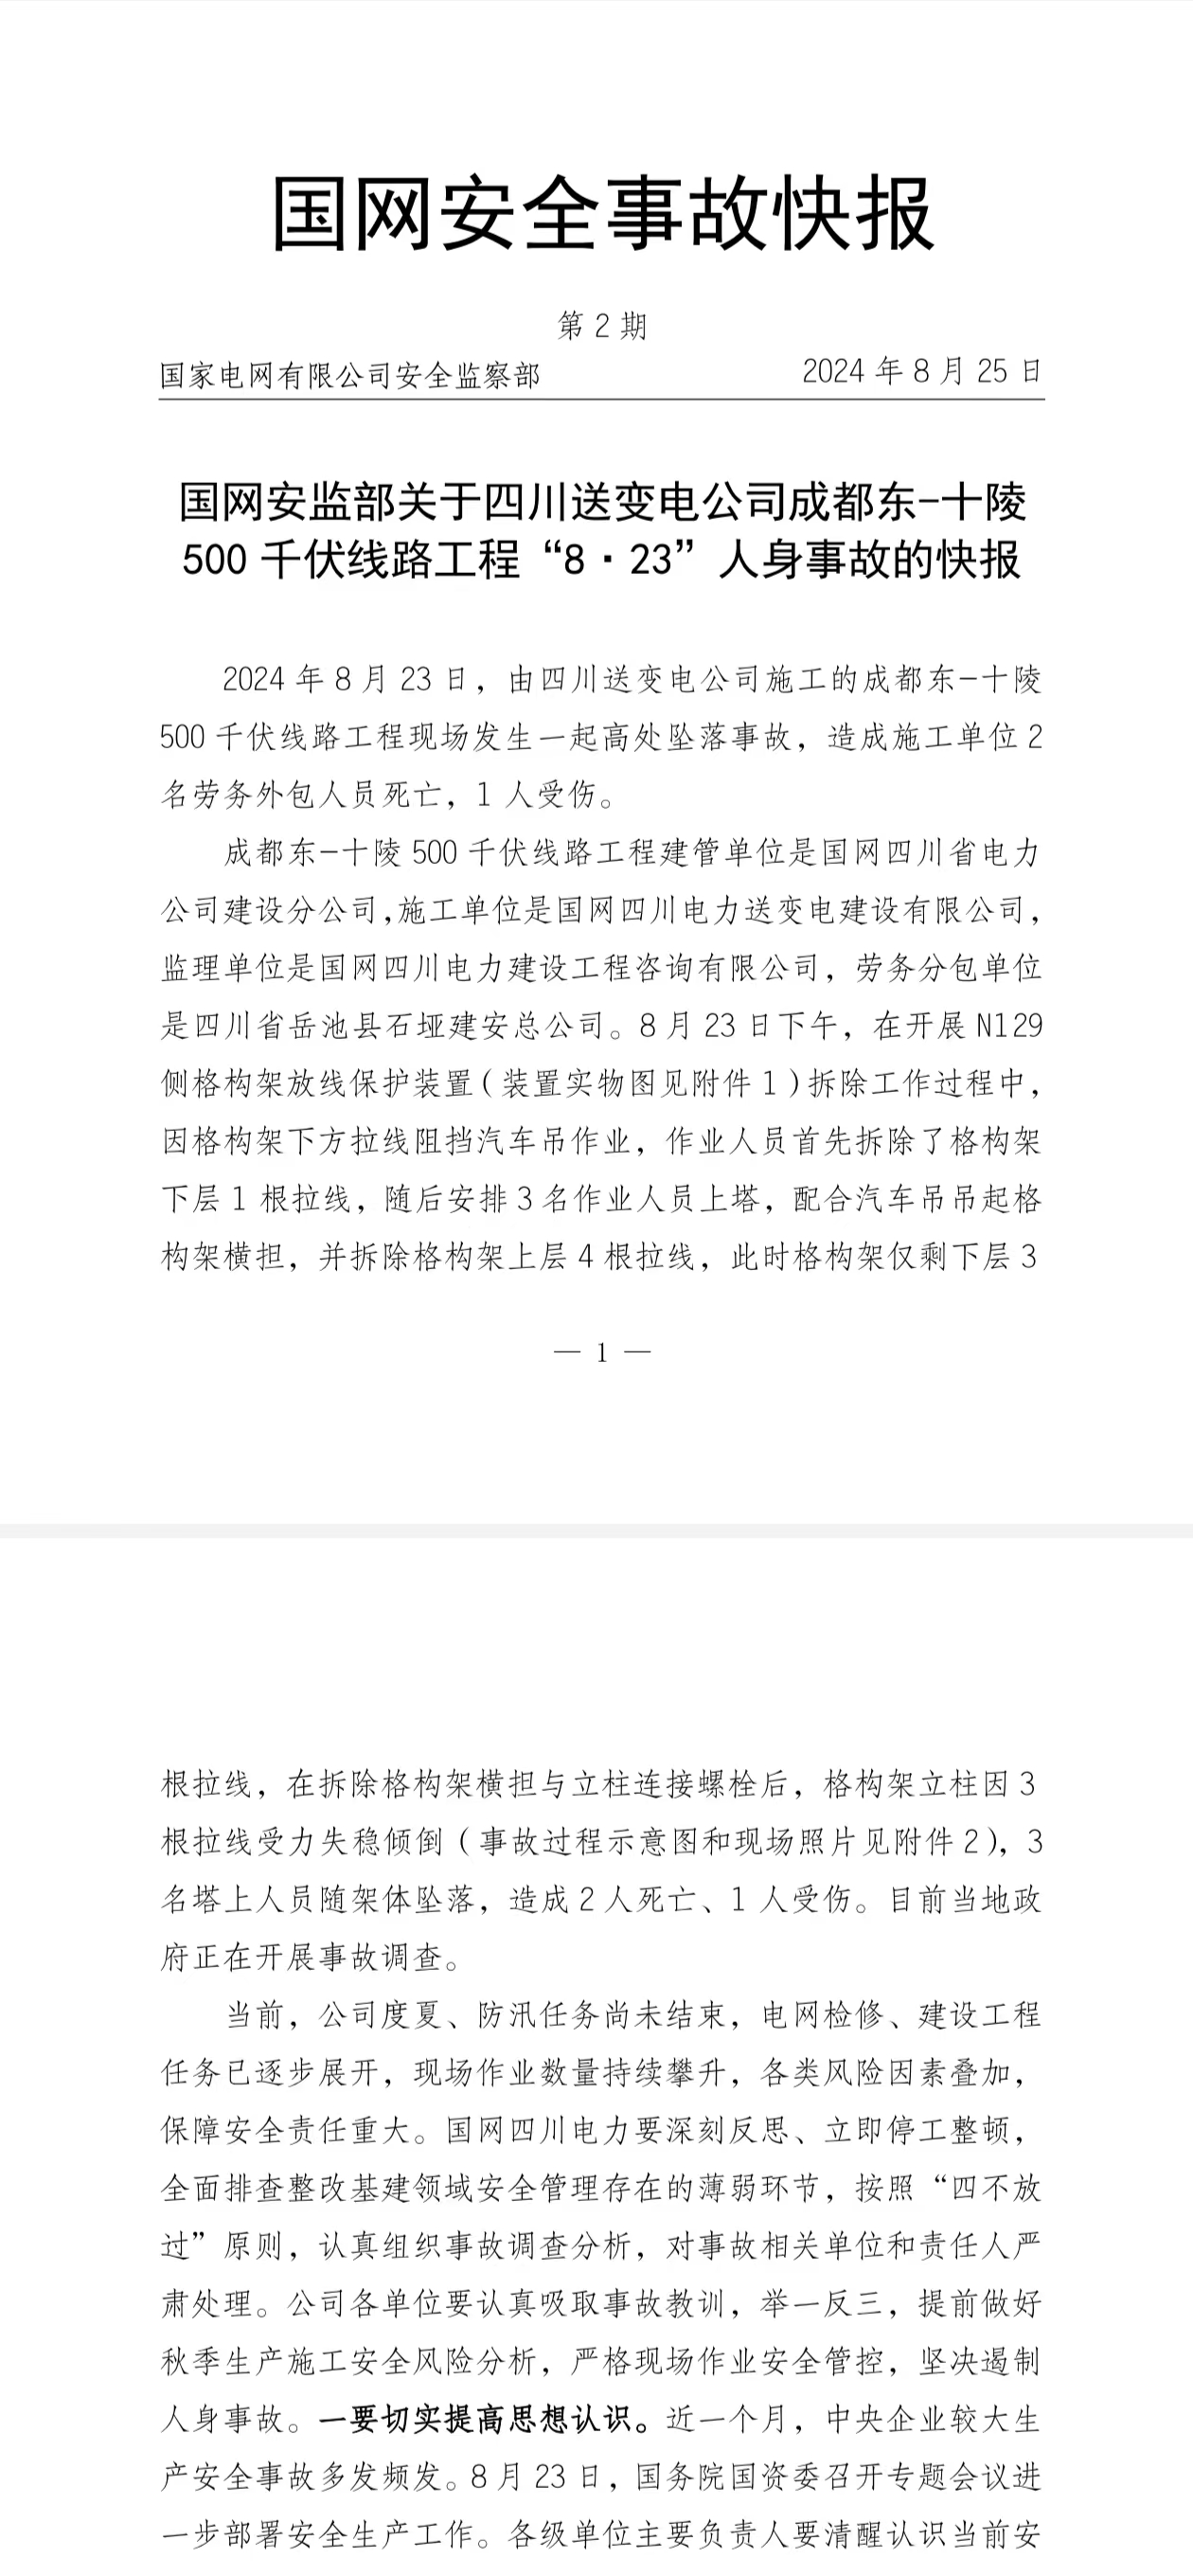 国网安全事故快报
第 2 期
国家电网有限公司安全监察部 2024 年 8 月 25 日
国网安监部关于四川送变电公司成都东-十陵
500 千伏线路工程“8·23”人身事故的快报
2024 年 8 月 23 日，由四川送变电公司施工的成都东-十陵
500 千伏线路工程现场发生一起高处坠落事故，造成施工单位 2
名劳务外包人员死亡，1 人受伤。
成都东-十陵 500 千伏线路工程建管单位是国网四川省电力
公司建设分公司,施工单位是国网四川电力送变电建设有限公司，
监理单位是国网四川电力建设工程咨询有限公司，劳务分包单位
是四川省岳池县石垭建安总公司。8 月 23 日下午，在开展 N129
侧格构架放线保护装置（装置实物图见附件 1）拆除工作过程中，
因格构架下方拉线阻挡汽车吊作业，作业人员首先拆除了格构架
下层 1 根拉线，随后安排 3 名作业人员上塔，配合汽车吊吊起格
构架横担，并拆除格构架上层 4 根拉线，此时格构架仅剩下层 3
— 1 —
根拉线，在拆除格构架横担与立柱连接螺栓后，格构架立柱因 3
根拉线受力失稳倾倒（事故过程示意图和现场照片见附件 2），3
名塔上人员随架体坠落，造成 2 人死亡、1 人受伤。目前当地政
府正在开展事故调查。
当前，公司度夏、防汛任务尚未结束，电网检修、建设工程
任务已逐步展开，现场作业数量持续攀升，各类风险因素叠加，
保障安全责任重大。国网四川电力要深刻反思、立即停工整顿，
全面排查整改基建领域安全管理存在的薄弱环节，按照“四不放
过”原则，认真组织事故调查分析，对事故相关单位和责任人严
肃处理。公司各单位要认真吸取事故教训，举一反三，提前做好
秋季生产施工安全风险分析，严格现场作业安全管控，坚决遏制
人身事故。一要切实提高思想认识。近一个月，中央企业较大生
产安全事故多发频发。8 月 23 日，国务院国资委召开专题会议进
一步部署安全生产工作。各级单位主要负责人要清醒认识当前安